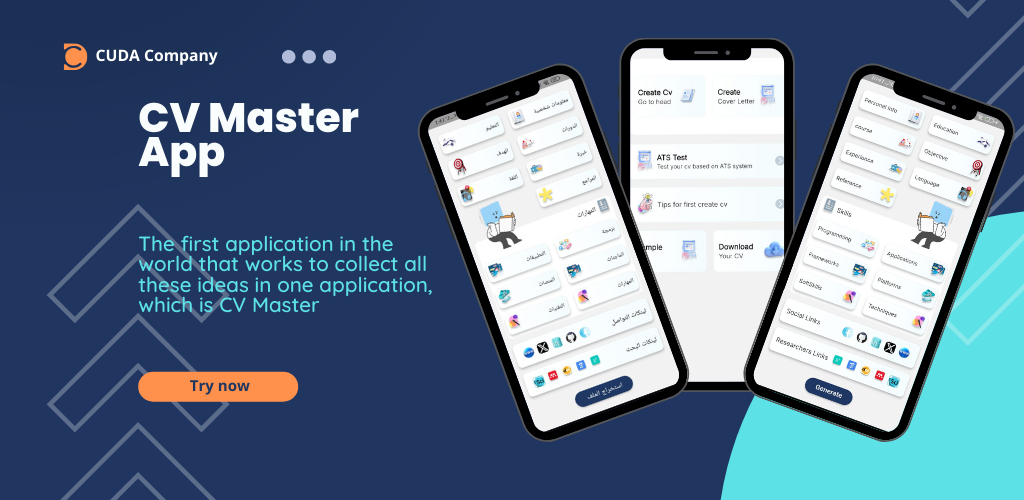 CUDA Company
CV Master
App
The first application in the
world that works to collect all
these ideas in one application,
which is CV Master
Try now
معلومات شخصية
التعليم
الدورات
الهدف
خبرة
اللغة
المراجع
المهارات
برمجة
التطبيقات
المنصات
المهارات
التقنيات
لينكات التواصل
لينكات البحث
استخراج الملف
Create Cv
Go to head
Create
Cover Letter
ATS Test
Test your cv based on ATS system
Tips for first create cv
mple
Download
Your CV
Personal info
Education
course
Objective
Experience
Language
Reference
Skills
Programming
Applications
Frameworks
Platforms
SoftSkills
Techniques
Social Links
Researchers Links
Generate